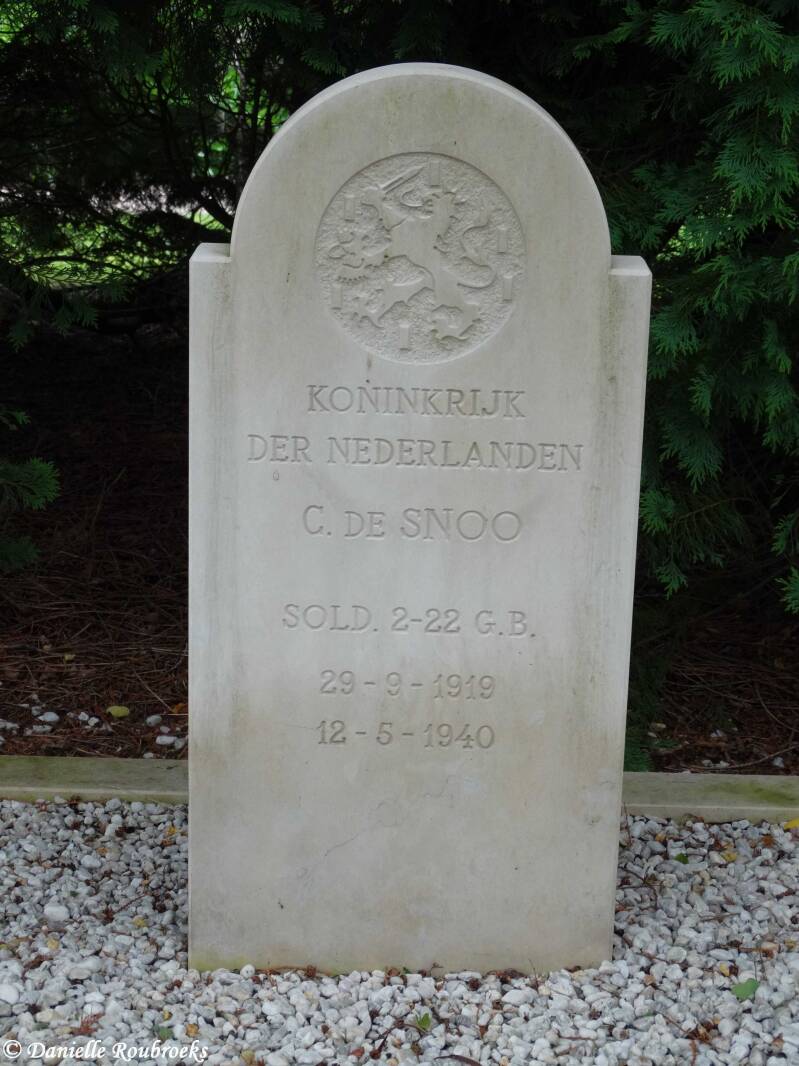 KONINKRIJK
DER NEDERLANDEN
C. DE SNOO
SOLD. 2-22 G.B.
29-9-1919
12-5-1940
© Danielle Roubroeks